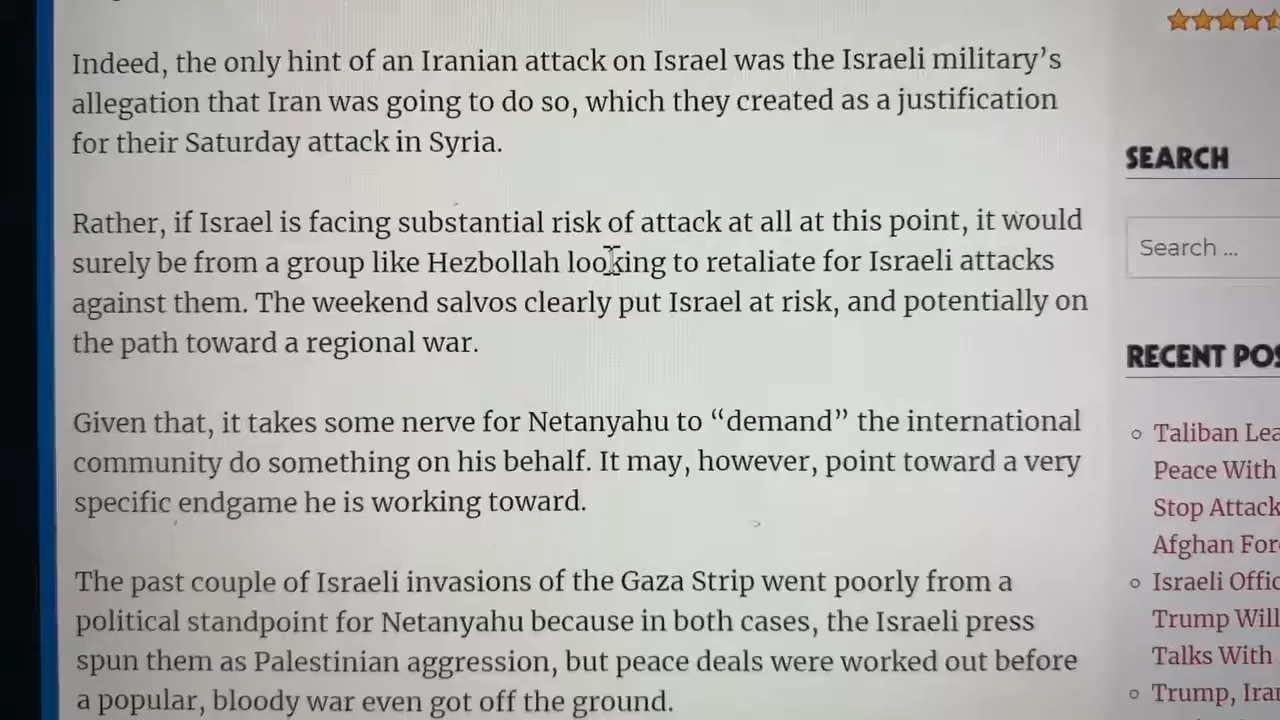 Indeed, the only hint of an Iranian attack on Israel was the Israeli military’s
allegation that Iran was going to do so, which they created as a justification
for their Saturday attack in Syria.
Rather, if Israel is facing substantial risk of attack at all at this point, it would
surely be from a group like Hezbollah looking to retaliate for Israeli attacks
against them. The weekend salvos clearly put Israel at risk, and potentially on
the path toward a regional war.
Given that, it takes some nerve for Netanyahu to “demand” the international
community do something on his behalf. It may, however, point toward a very
specific endgame he is working toward.
The past couple of Israeli invasions of the Gaza Strip went poorly from a
political standpoint for Netanyahu because in both cases, the Israeli press
spun them as Palestinian aggression, but peace deals were worked out before
a popular, bloody war even got off the ground.
SEARCH
Search ...
RECENT POS
Taliban Lea
Peace With
Stop Attack
Afghan For
Israeli Offic
Trump Will
Talks With
Trump, Iran